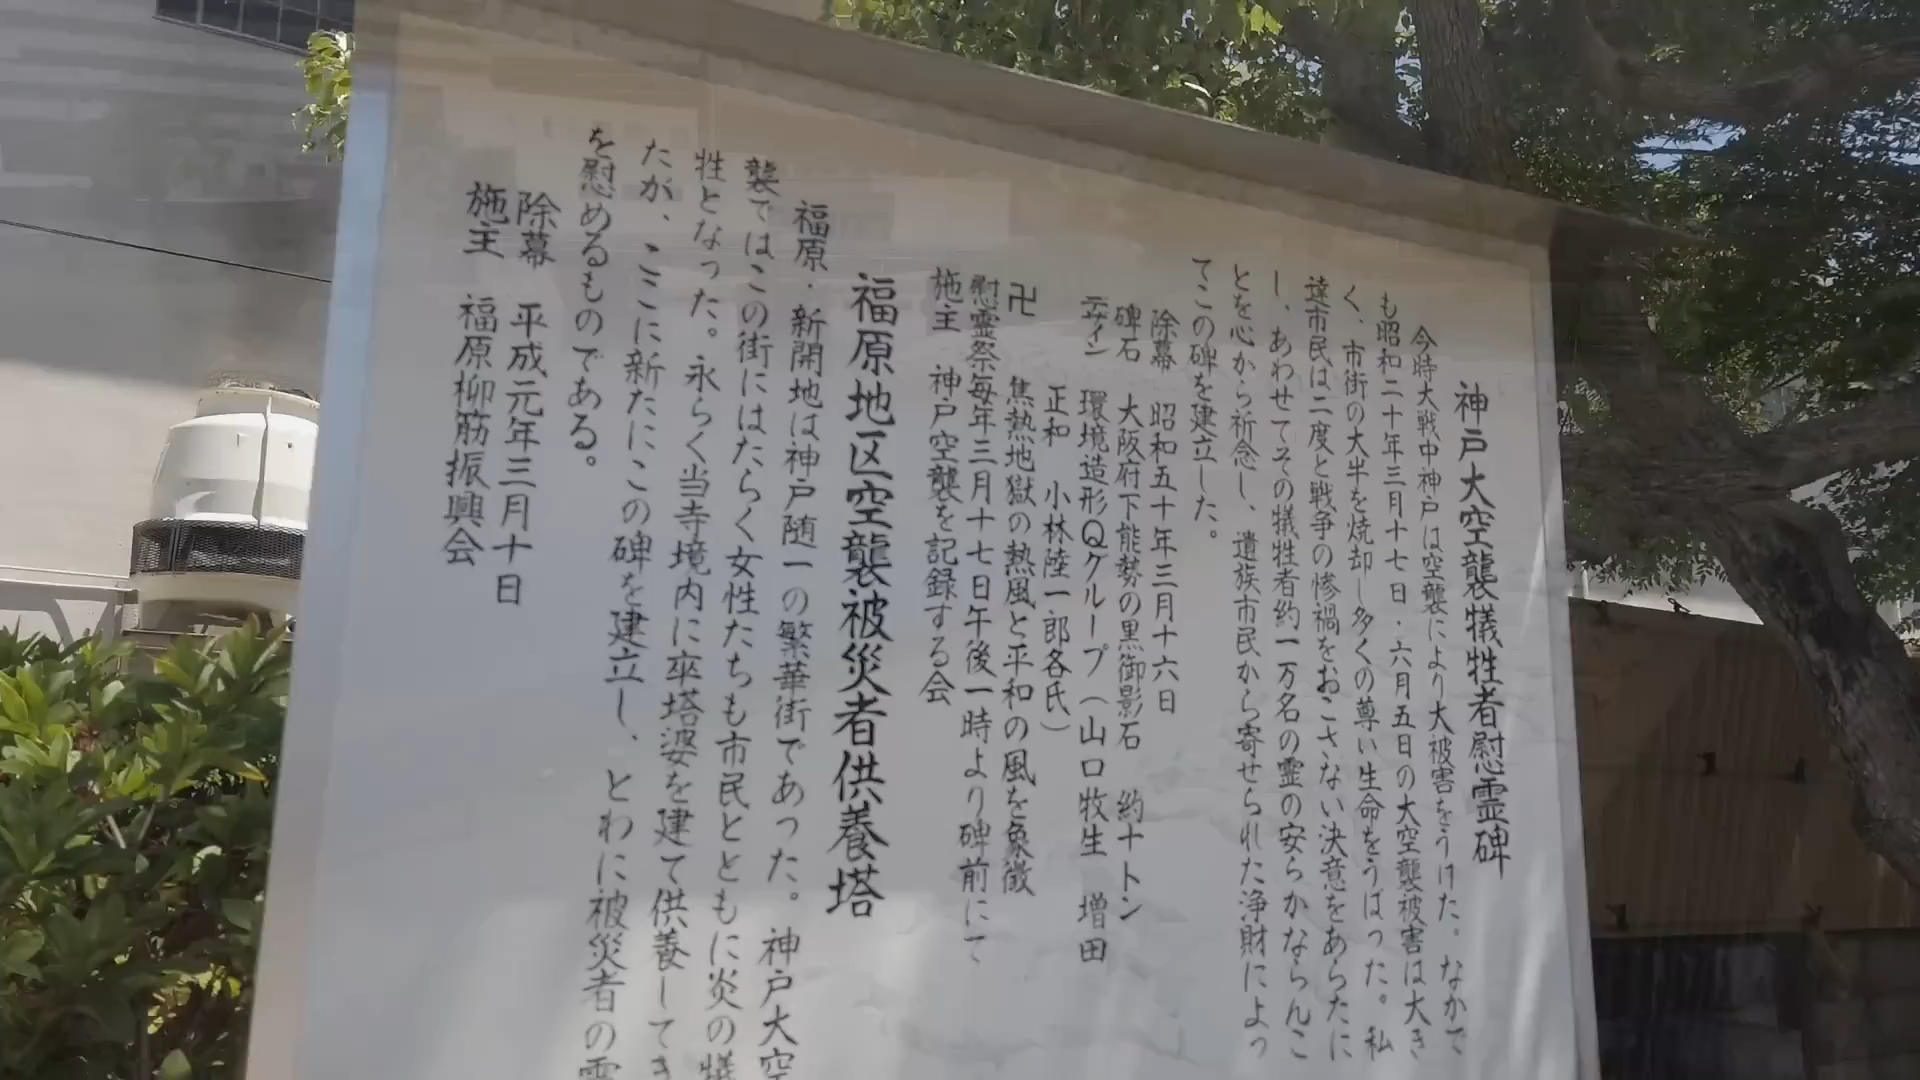 神戸大空襲犠牲者慰霊碑
今時大戦中神戸は空襲により大被害をうけた。なかで
も昭和二十年三月十七日・六月五日の大空襲被害は大き
く、市街の大半を焼却し多くの尊い生命をうばった。私
達市民は二度と戦争の惨禍をおこさない決意をあらたに
し、あわせてその犠牲者約一万名の霊の安らかならんこ
とを心から祈念し、遺族市民から寄せられた浄財によっ
てこの碑を建立した。
除幕 昭和五十年三月十六日
碑石 大阪府下能勢の黒御影石 約十トン
デザイン 環境造形Qグループ(山口牧生 増田
正和 小林陸一郎各氏)
卍 焦熱地獄の熱風と平和の風を象徴
慰霊祭毎年三月十七日午後一時より碑前にて
施主 神戸空襲を記録する会
福原地区空襲被災者供養塔
福原・新開地は神戸随一の繁華街であった。神戸大空
襲ではこの街にはたらく女性たちも市民とともに炎の犠
牲となった。永らく当寺境内に卒塔婆を建て供養してき
たが、ここに新たにこの碑を建立し、とわに被災者の霊
を慰めるものである。
除幕 平成元年三月十日
施主 福原柳筋振興会